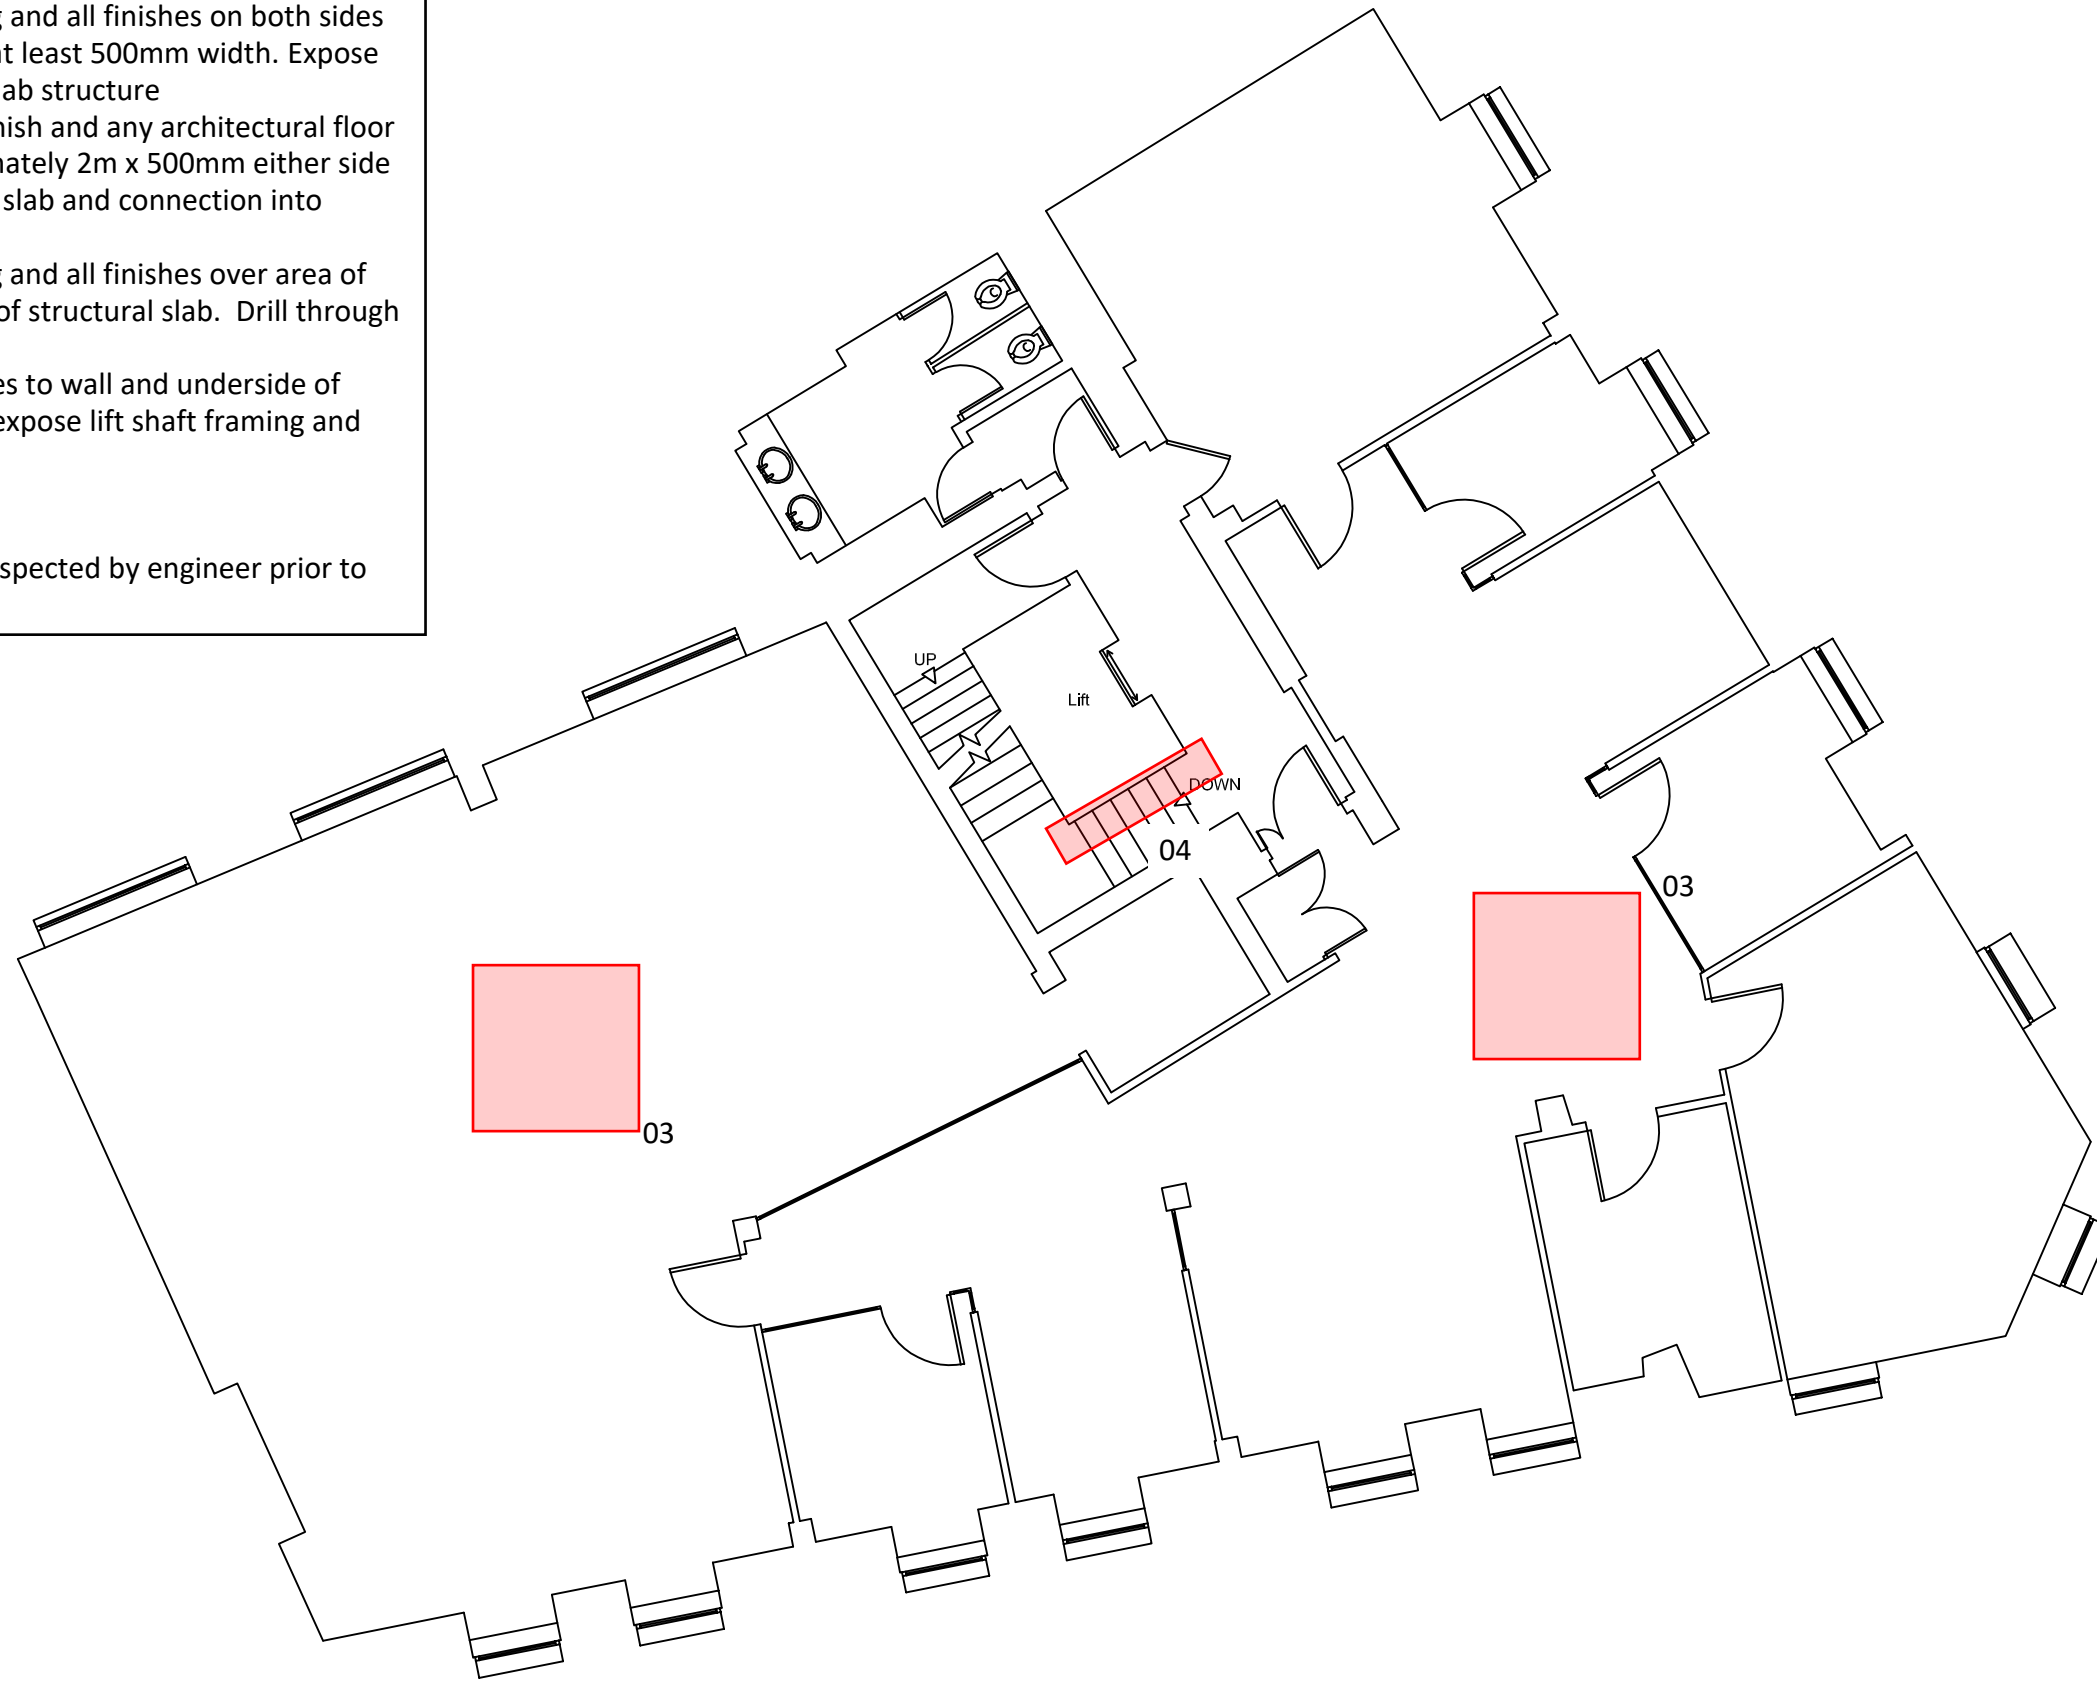 and all finishes on both sides
at least 500mm width. Expose
ab structure
nish and any architectural floor
nately 2m x 500mm either side
slab and connection into
and all finishes over area of
of structural slab. Drill through
es to wall and underside of
expose lift shaft framing and
spected by engineer prior to
UP
Lift
DOWN
04
03
03